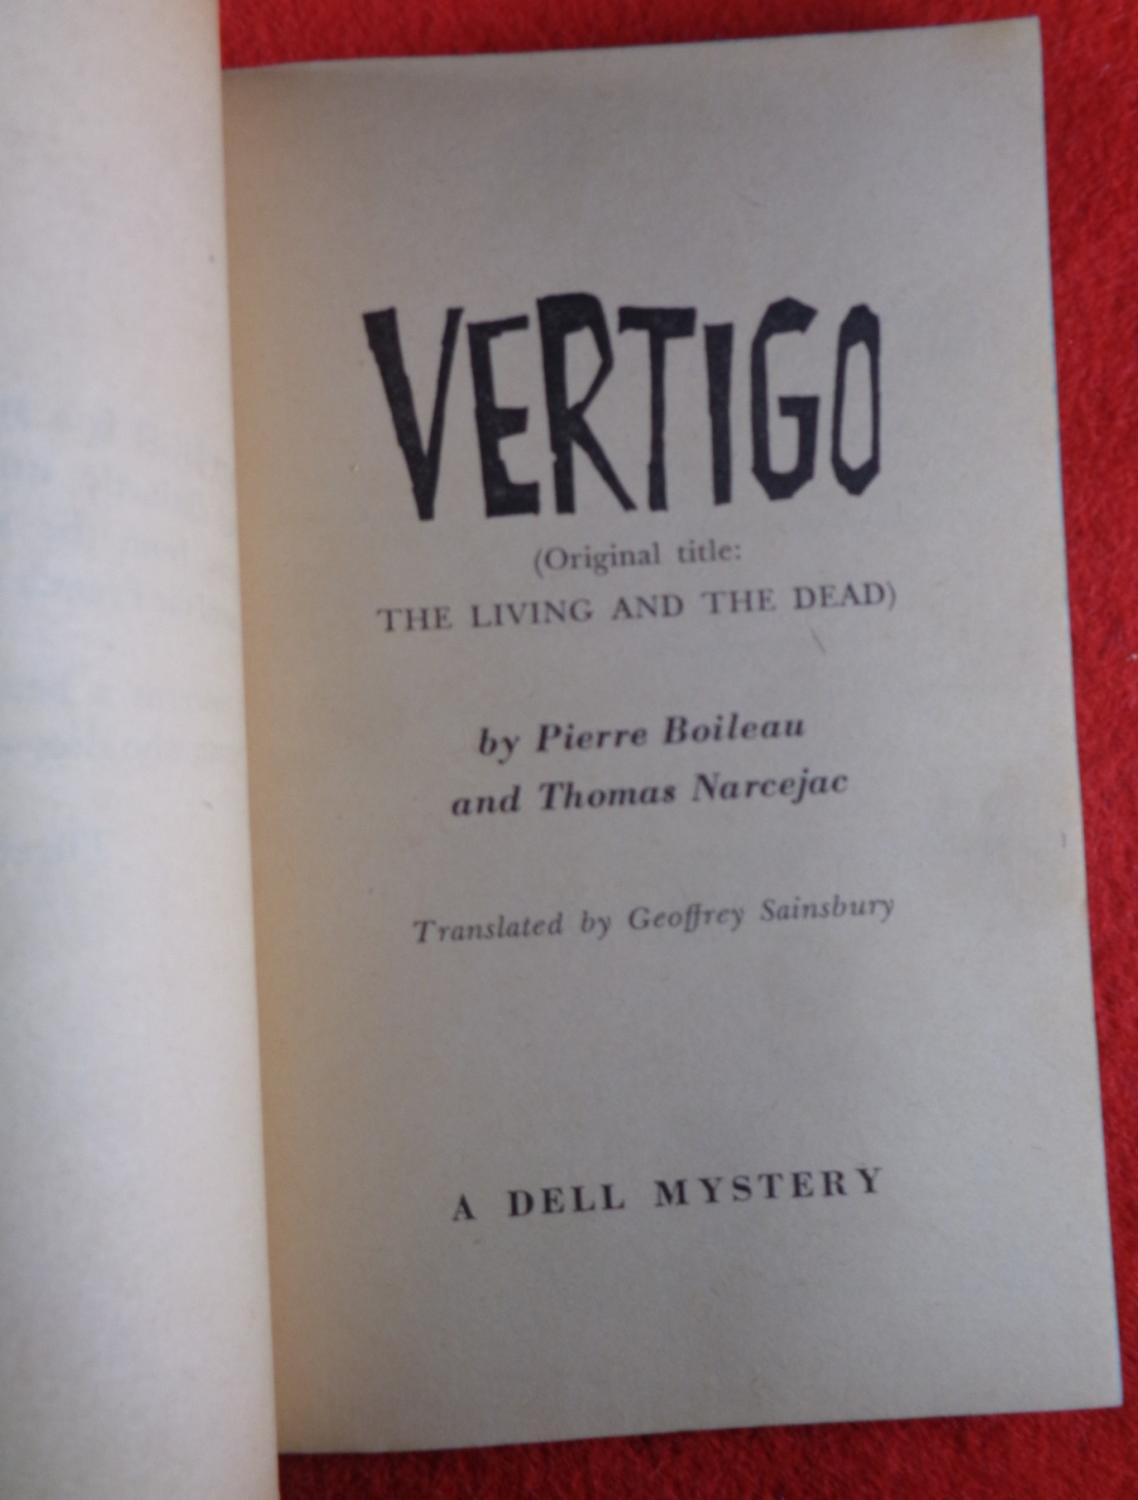 VERTIGO
(Original title:
THE LIVING AND THE DEAD)
by Pierre Boileau
and Thomas Narcejac
Translated by Geoffrey Sainsbury
A DELL MYSTERY